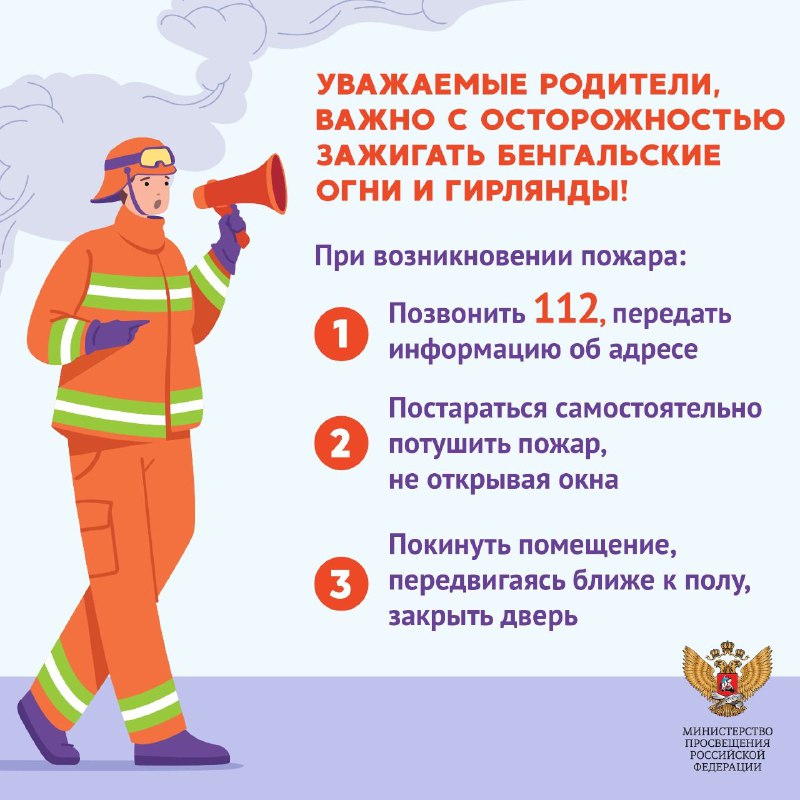 УВАЖАЕМЫЕ РОДИТЕЛИ,
ВАЖНО С ОСТОРОЖНОСТЬЮ
ЗАЖИГАТЬ БЕНГАЛЬСКИЕ
ОГНИ И ГИРЛЯНДЫ!
При возникновении пожара:
1
Позвонить 112, передать
информацию об адресе
2
Постараться самостоятельно
потушить пожар,
не открывая окна
3
Покинуть помещение,
передвигаясь ближе к полу,
закрыть дверь
МИНИСТЕРСТВО
ПРОСВЕЩЕНИЯ
РОССИЙСКОЙ
ФЕДЕРАЦИИ